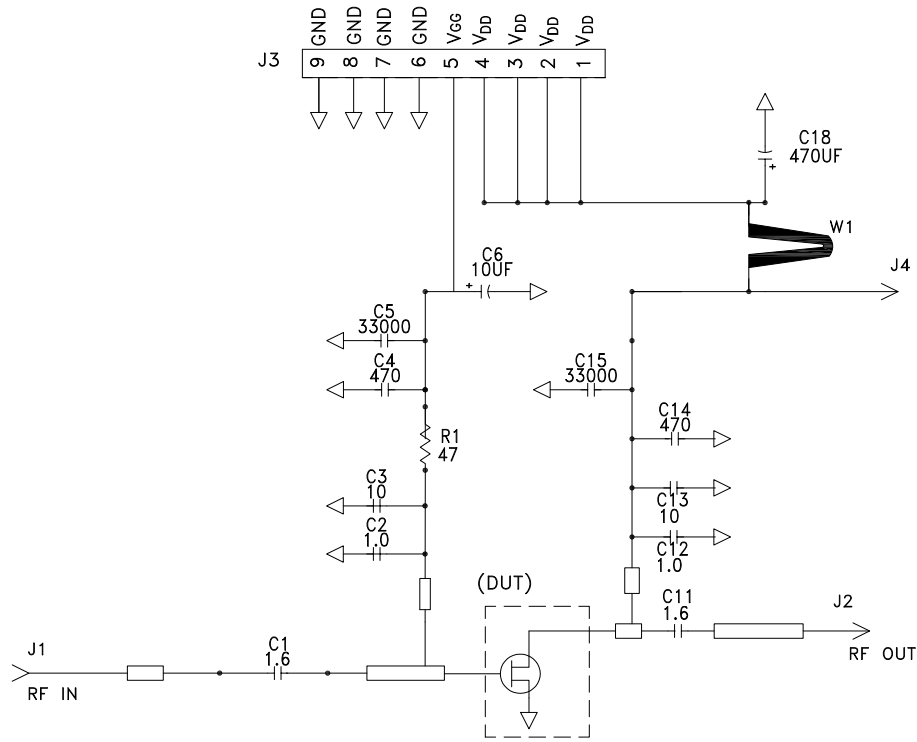 GND
GND
GND
GND
VGG
VDD
VDD
VDD
VDD
J3
9
8
7
6
5
4
3
2
1
C18
470UF
W1
C6
10UF
J4
C5
33000
C4
470
C15
33000
C14
470
R1
47
C3
10
C13
10
C2
1.0
C12
1.0
(DUT)
C11
1.6
J2
RF OUT
J1
RF IN
C1
1.6
+
+